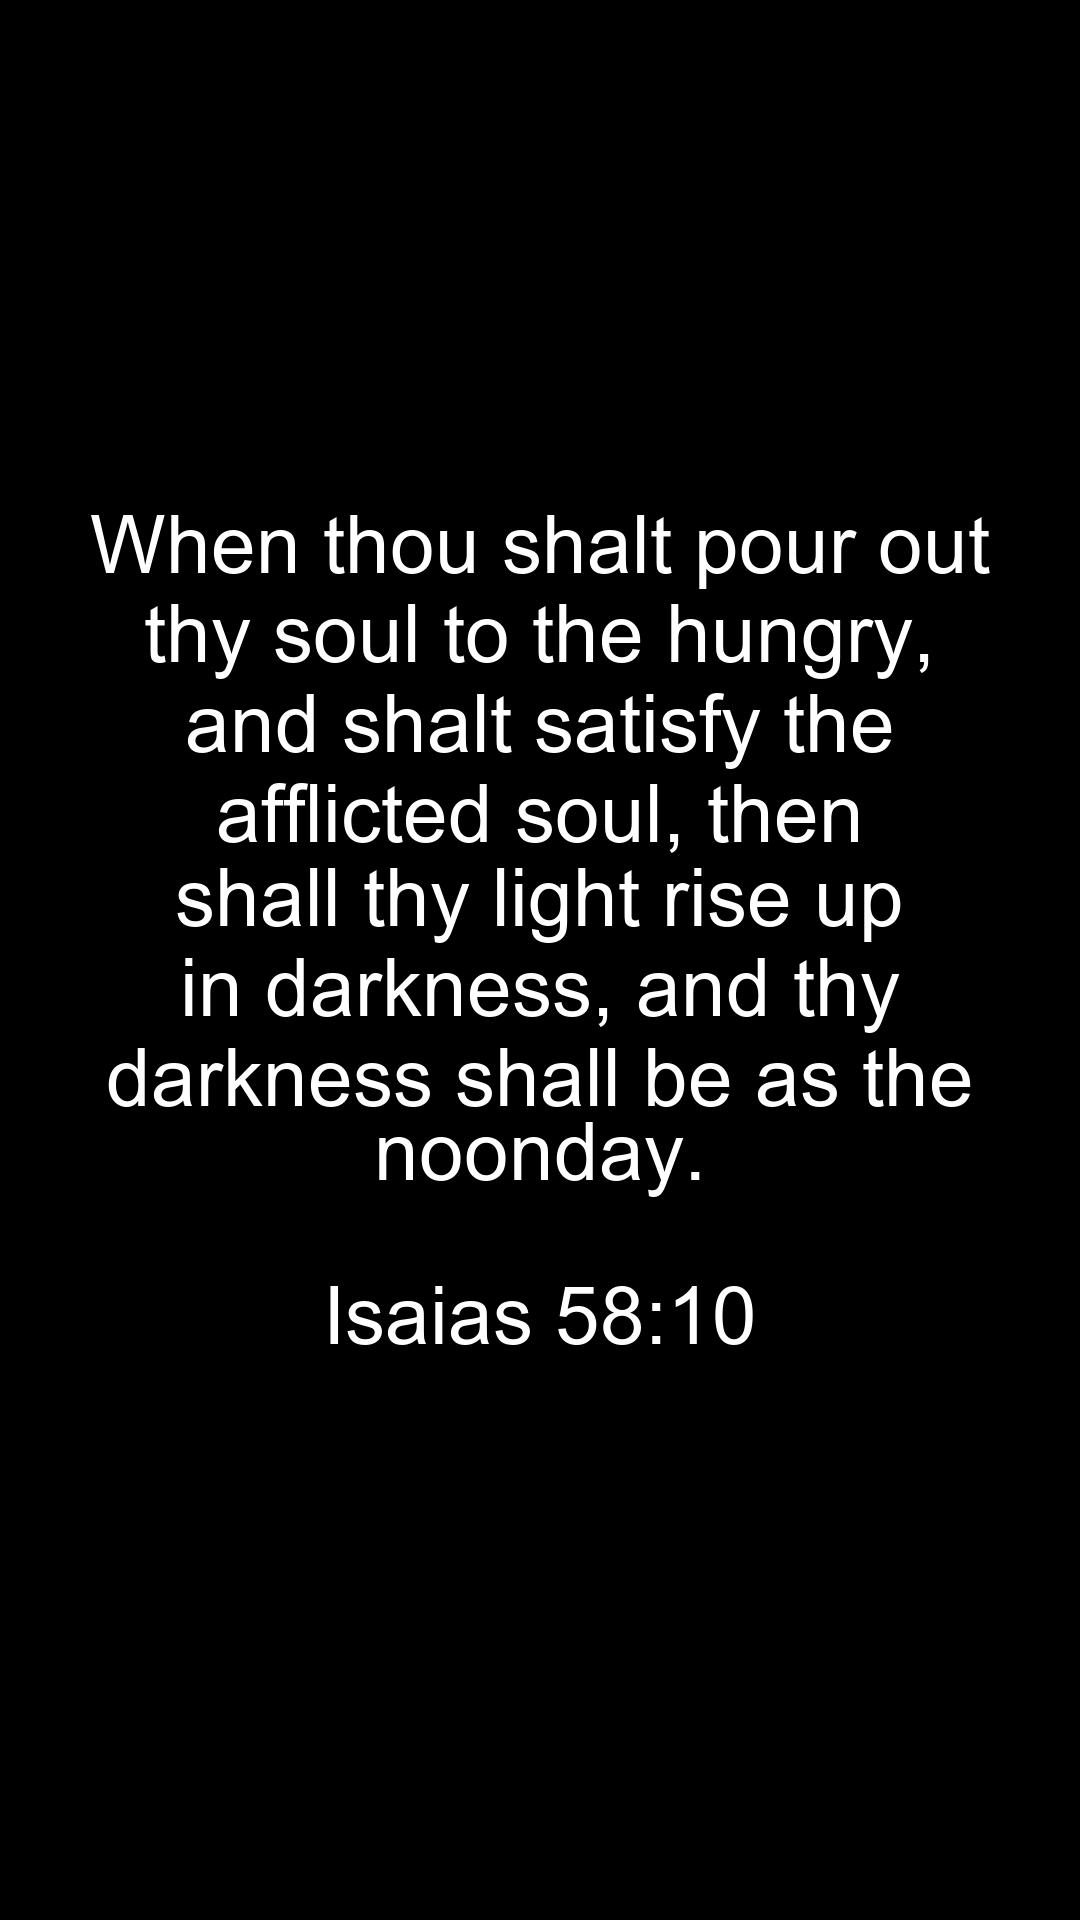 When thou shalt pour out
thy soul to the hungry,
and shalt satisfy the
afflicted soul, then
shall thy light rise up
in darkness, and thy
darkness shall be as the
noonday.
Isaias 58:10